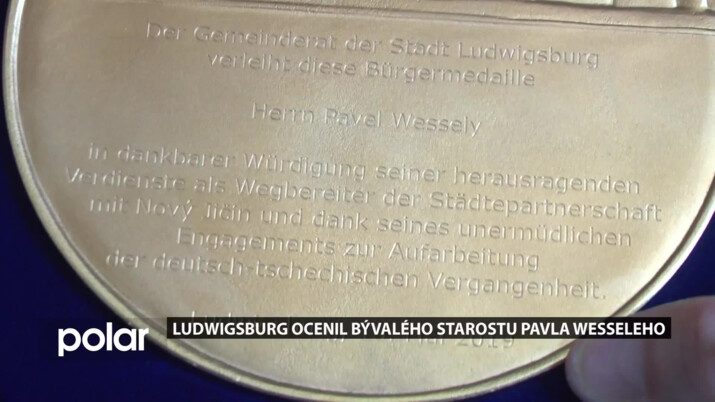 Der Gemeinderat der Stadt Ludwigsburg
verleiht diese Bürgermedaille
Herrn Pavel Wessely
in dankbarer Würdigung seiner herausragenden
Verdienste als Wegbereiter der Städtepartnerschaft
mit Nový Jičín und dank seines unermüdlichen
Engagements zur Aufarbeitung
der deutsch-tschechischen Vergangenheit.
2019
polar
LUDWIGSBURG OCENIL BÝVALÉHO STAROSTU PAVLA WESSELEHO